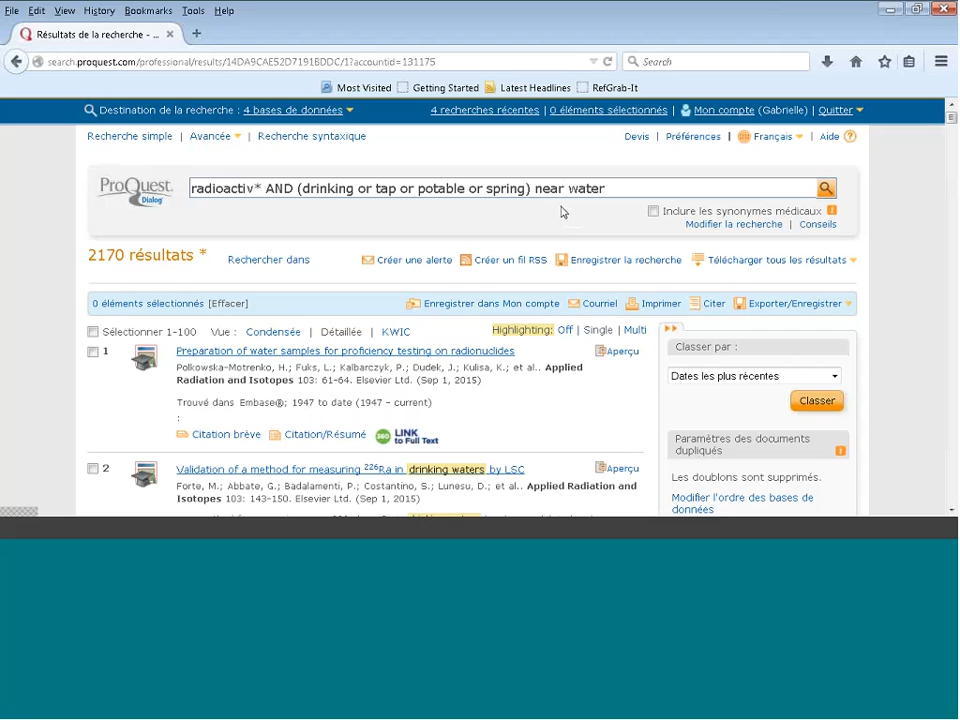 File Edit View History Bookmarks Tools Help
Résultats de la recherche - ... × +
search.proquest.com/professional/results/14DA9CAE52D7191BDDC/1?accountid=131175 Search
Most Visited Getting Started Latest Headlines RefGrab-It
Destination de la recherche : 4 bases de données 4 recherches récentes | 0 éléments sélectionnés | Mon compte (Gabrielle) | Quitter
Recherche simple | Avancée | Recherche syntaxique Devis | Préférences | Français | Aide ?
ProQuest
Dialog
radioactiv* AND (drinking or tap or potable or spring) near water
Inclure les synonymes médicaux i
Modifier la recherche | Conseils
2170 résultats * Rechercher dans Créer une alerte Créer un fil RSS Enregistrer la recherche Télécharger tous les résultats
0 éléments sélectionnés [Effacer] Enregistrer dans Mon compte Courriel Imprimer Citer Exporter/Enregistrer
Sélectionner 1-100 Vue : Condensée | Détaillée | KWIC Highlighting: Off | Single | Multi
1 Preparation of water samples for proficiency testing on radionuclides Aperçu
Polkowska-Motrenko, H.; Fuks, L.; Kalbarczyk, P.; Dudek, J.; Kulisa, K.; et al.. Applied
Radiation and Isotopes 103: 61-64. Elsevier Ltd. (Sep 1, 2015)
Trouvé dans Embase®; 1947 to date (1947 - current)
:
Citation brève Citation/Résumé 360 LINK
to Full Text
2 Validation of a method for measuring 226Ra in drinking waters by LSC Aperçu
Forte, M.; Abbate, G.; Badalamenti, P.; Costantino, S.; Lunesu, D.; et al.. Applied Radiation and
Isotopes 103: 143-150. Elsevier Ltd. (Sep 1, 2015)
Classer par :
Dates les plus récentes
Classer
Paramètres des documents
dupliqués i
Les doublons sont supprimés.
Modifier l'ordre des bases de
données